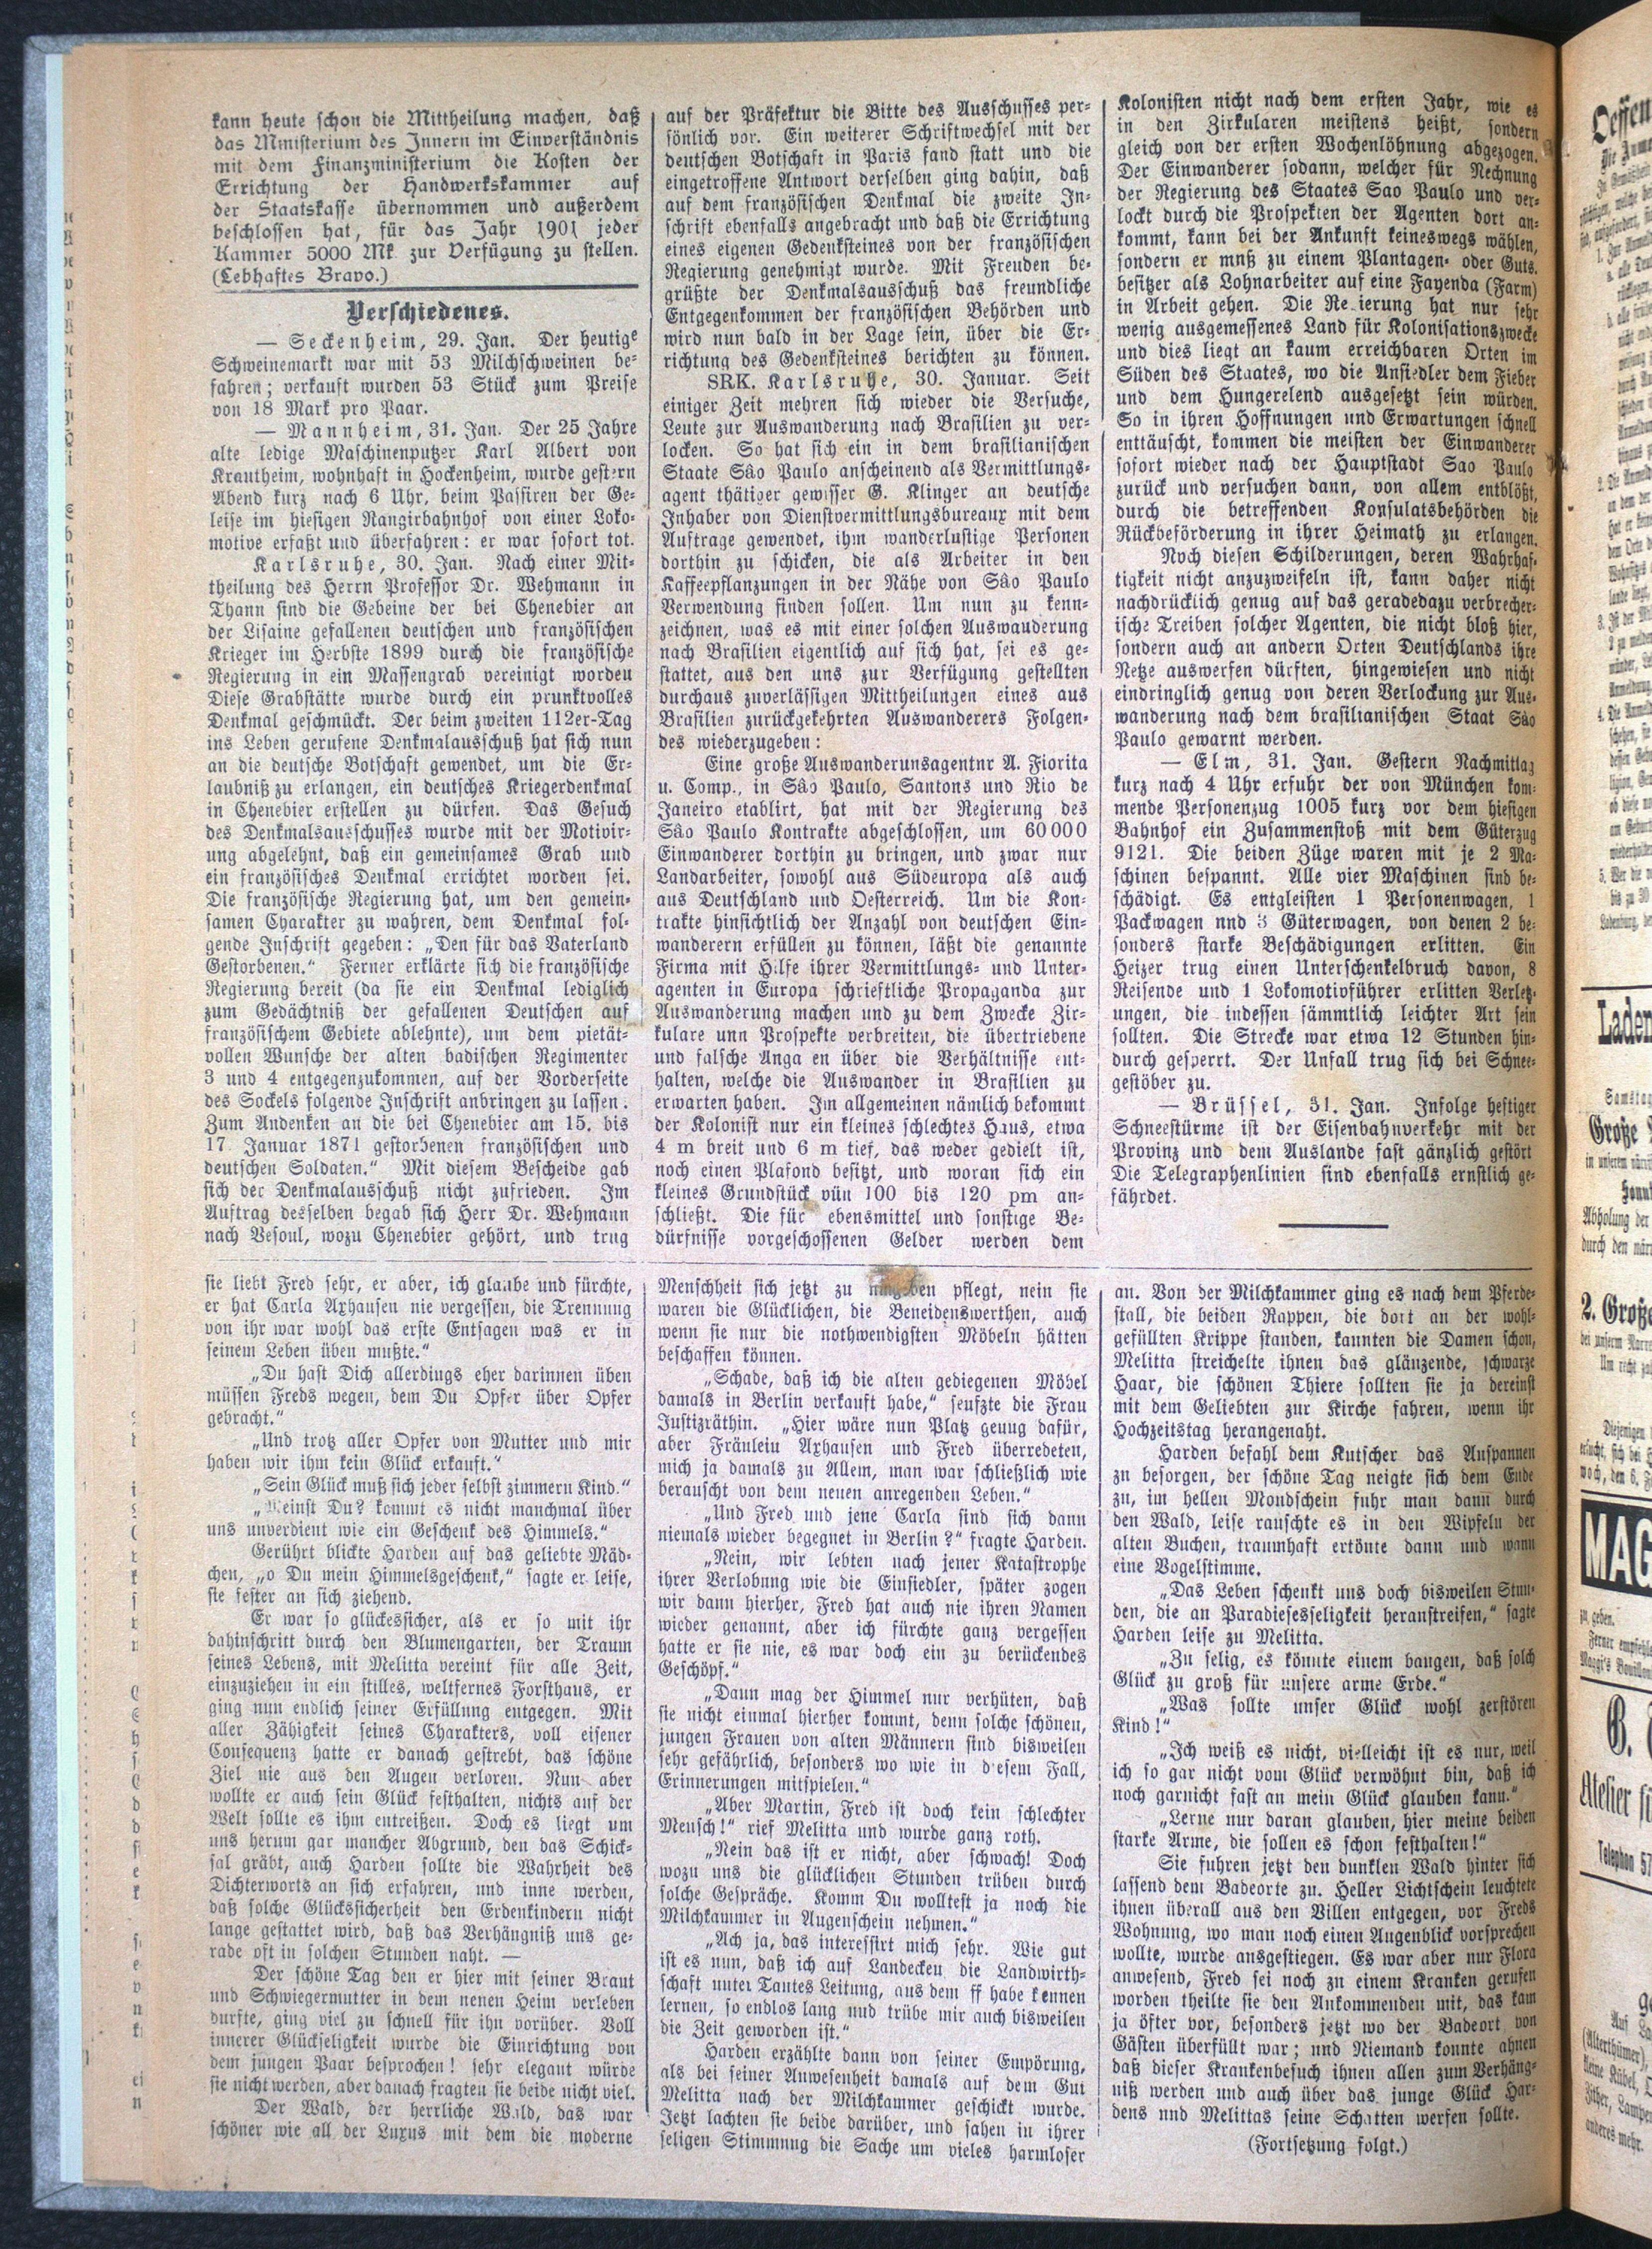 kann heute schon die Mittheilung machen, daß
das Ministerium des Innern im Einverständnis
mit dem Finanzministerium die Kosten der
Errichtung der Handwerkskammer auf
der Staatskasse übernommen und außerdem
beschlossen hat, für das Jahr 1901 jeder
Kammer 5000 Mk zur Verfügung zu stellen.
(Lebhaftes Bravo.)
Verschiedenes.
— Seckenheim, 29. Jan. Der heutige
Schweinemarkt war mit 53 Milchschweinen be-
fahren; verkauft wurden 53 Stück zum Preise
von 18 Mark pro Paar.
— Mannheim, 31. Jan. Der 25 Jahre
alte ledige Maschinenputzer Karl Albert von
Krautheim, wohnhaft in Hockenheim, wurde gestern
Abend kurz nach 6 Uhr, beim Passiren der Ge-
leise im hiesigen Rangirbahnhof von einer Loko-
motive erfaßt und überfahren: er war sofort tot.
Karlsruhe, 30. Jan. Nach einer Mit-
theilung des Herrn Professor Dr. Wehmann in
Thann sind die Gebeine der bei Chenebier an
der Lisaine gefallenen deutschen und französischen
Krieger im Herbste 1899 durch die französische
Regierung in ein Massengrab vereinigt worden
Diese Grabstätte wurde durch ein prunktvolles
Denkmal geschmückt. Der beim zweiten 112er-Tag
ins Leben gerufene Denkmalausschuß hat sich nun
an die deutsche Botschaft gewendet, um die Er-
laubniß zu erlangen, ein deutsches Kriegerdenkmal
in Chenebier erstellen zu dürfen. Das Gesuch
des Denkmalsausschusses wurde mit der Motivir-
ung abgelehnt, daß ein gemeinsames Grab und
ein französisches Denkmal errichtet worden sei.
Die französische Regierung hat, um den gemein-
samen Charakter zu wahren, dem Denkmal fol-
gende Inschrift gegeben: „Den für das Vaterland
Gestorbenen.“ Ferner erklärte sich die französische
Regierung bereit (da sie ein Denkmal lediglich
zum Gedächtniß der gefallenen Deutschen auf
französischem Gebiete ablehnte), um dem pietät-
vollen Wunsche der alten badischen Regimenter
3 und 4 entgegenzukommen, auf der Vorderseite
des Sockels folgende Inschrift anbringen zu lassen.
Zum Andenken an die bei Chenebier am 15. bis
17 Januar 1871 gestorbenen französischen und
deutschen Soldaten.“ Mit diesem Bescheide gab
sich der Denkmalausschuß nicht zufrieden. Im
Auftrag desselben begab sich Herr Dr. Wehmann
nach Vesoul, wozu Chenebier gehört, und trug
auf der Präfektur die Bitte des Ausschusses per-
sönlich vor. Ein weiterer Schriftwechsel mit der
deutschen Botschaft in Paris fand statt und die
eingetroffene Antwort derselben ging dahin, daß
auf dem französischen Denkmal die zweite In-
schrift ebenfalls angebracht und daß die Errichtung
eines eigenen Gedenksteines von der französischen
Regierung genehmigt wurde. Mit Freuden be-
grüßte der Denkmalsausschuß das freundliche
Entgegenkommen der französischen Behörden und
wird nun bald in der Lage sein, über die Er-
richtung des Gedenksteines berichten zu können.
SRK. Karlsruhe, 30. Januar. Seit
einiger Zeit mehren sich wieder die Versuche,
Leute zur Auswanderung nach Brasilien zu ver-
locken. So hat sich ein in dem brasilianischen
Staate São Paulo anscheinend als Vermittlungs-
agent thätiger gewisser G. Klinger an deutsche
Inhaber von Dienstvermittlungsbureaux mit dem
Auftrage gewendet, ihm wanderlustige Personen
dorthin zu schicken, die als Arbeiter in den
Kaffeepflanzungen in der Nähe von São Paulo
Verwendung finden sollen. Um nun zu kenn-
zeichnen, was es mit einer solchen Auswauderung
nach Brasilien eigentlich auf sich hat, sei es ge-
stattet, aus den uns zur Verfügung gestellten
durchaus zuverlässigen Mittheilungen eines aus
Brasilien zurückgekehrten Auswanderers Folgen-
des wiederzugeben:
Eine große Auswanderunsagentnr A. Fiorita
u. Comp., in São Paulo, Santons und Rio de
Janeiro etablirt, hat mit der Regierung des
São Paulo Kontrakte abgeschlossen, um 60 000
Einwanderer dorthin zu bringen, und zwar nur
Landarbeiter, sowohl aus Südeuropa als auch
aus Deutschland und Oesterreich. Um die Kon-
trakte hinsichtlich der Anzahl von deutschen Ein-
wanderern erfüllen zu können, läßt die genannte
Firma mit Hilfe ihrer Vermittlungs- und Unter-
agenten in Europa schriestliche Propaganda zur
Auswanderung machen und zu dem Zwecke Zir-
kulare unn Prospekte verbreiten, die übertriebene
und falsche Anga en über die Verhältnisse ent-
halten, welche die Auswander in Brasilien zu
erwarten haben. Im allgemeinen nämlich bekommt
der Kolonist nur ein kleines schlechtes Haus, etwa
4 m breit und 6 m tief, das weder gedielt ist,
noch einen Plafond besitzt, und woran sich ein
kleines Grundstück vün 100 bis 120 pm an-
schließt. Die für ebensmittel und sonstige Be-
dürfnisse vorgeschossenen Gelder werden dem
Kolonisten nicht nach dem ersten Jahr, wie es
in den Zirkularen meistens heißt, sondern
gleich von der ersten Wochenlöhnung abgezogen.
Der Einwanderer sodann, welcher für Rechnung
der Regierung des Staates Sao Paulo und ver-
lockt durch die Prospekten der Agenten dort an-
kommt, kann bei der Ankunft keineswegs wählen,
sondern er mnß zu einem Plantagen- oder Guts-
besitzer als Lohnarbeiter auf eine Fayenda (Farm)
in Arbeit gehen. Die Re ierung hat nur sehr
wenig ausgemessenes Land für Kolonisationszwecke
und dies liegt an kaum erreichbaren Orten im
Süden des Staates, wo die Ansiedler dem Fieber
und dem Hungerelend ausgesetzt sein würden.
So in ihren Hoffnungen und Erwartungen schnell
enttäuscht, kommen die meisten der Einwanderer
sofort wieder nach der Hauptstadt Sao Paulo
zurück und versuchen dann, von allem entblößt,
durch die betreffenden Konsulatsbehörden die
Rückbeförderung in ihrer Heimath zu erlangen.
Noch diesen Schilderungen, deren Wahrhaf-
tigkeit nicht anzuzweifeln ist, kann daher nicht
nachdrücklich genug auf das geradedazu verbrecher-
ische Treiben solcher Agenten, die nicht bloß hier,
sondern auch an andern Orten Deutschlands ihre
Netze auswerfen dürften, hingewiesen und nicht
eindringlich genug von deren Verlockung zur Aus-
wanderung nach dem brasilianischen Staat São
Paulo gewarnt werden.
— Elm, 31. Jan. Gestern Nachmittag
kurz nach 4 Uhr erfuhr der von München kom-
mende Personenzug 1005 kurz vor dem hiesigen
Bahnhof ein Zusammenstoß mit dem Güterzug
9121. Die beiden Züge waren mit je 2 Ma-
schinen bespannt. Alle vier Maschinen sind be-
schädigt. Es entgleisten 1 Personenwagen, 1
Packwagen nnd 3 Güterwagen, von denen 2 be-
sonders starke Beschädigungen erlitten. Ein
Heizer trug einen Unterschenkelbruch davon, 8
Reisende und 1 Lokomotivführer erlitten Verletz-
ungen, die indessen sämmtlich leichter Art sein
sollten. Die Strecke war etwa 12 Stunden hin-
durch gesperrt. Der Unfall trug sich bei Schnee-
gestöber zu.
— Brüssel, 31. Jan. Infolge heftiger
Schneestürme ist der Eisenbahnverkehr mit der
Provinz und dem Auslande fast gänzlich gestört
Die Telegraphenlinien sind ebenfalls ernstlich ge-
fährdet.
sie liebt Fred sehr, er aber, ich glaube und fürchte,
er hat Carla Axhausen nie vergessen, die Trennung
von ihr war wohl das erste Entsagen was er in
seinem Leben üben mußte.“
„Du hast Dich allerdings eher darinnen üben
müssen Freds wegen, dem Du Opfer über Opfer
gebracht.“
„Und trotz aller Opfer von Mutter und mir
haben wir ihm kein Glück erkauft.“
„Sein Glück muß sich jeder selbst zimmern Kind.“
„Meinst Du? kommt es nicht manchmal über
uns unverdient wie ein Geschenk des Himmels.“
Gerührt blickte Harden auf das geliebte Mäd-
chen, „o Du mein Himmelsgeschenk,“ sagte er leise,
sie fester an sich ziehend.
Er war so glückessicher, als er so mit ihr
dahinschritt durch den Blumengarten, der Traum
seines Lebens, mit Melitta vereint für alle Zeit,
einzuziehen in ein stilles, weltfernes Forsthaus, er
ging nun endlich seiner Erfüllung entgegen. Mit
aller Zähigkeit seines Charakters, voll eisener
Consequenz hatte er danach gestrebt, das schöne
Ziel nie aus den Augen verloren. Nun aber
wollte er auch sein Glück festhalten, nichts auf der
Welt sollte es ihm entreißen. Doch es liegt um
uns herum gar mancher Abgrund, den das Schick-
sal gräbt, auch Harden sollte die Wahrheit des
Dichterworts an sich erfahren, und inne werden,
daß solche Glückssicherheit den Erdenkindern nicht
lange gestattet wird, daß das Verhängniß uns ge-
rade oft in solchen Stunden naht. —
Der schöne Tag den er hier mit seiner Braut
und Schwiegermutter in dem neuen Heim verleben
durfte, ging viel zu schnell für ihn vorüber. Voll
innerer Glückseligkeit wurde die Einrichtung von
dem jungen Paar besprochen! sehr elegant würde
sie nicht werden, aber danach fragten sie beide nicht viel.
Der Wald, der herrliche Wald, das war
schöner wie all der Luxus mit dem die moderne
Menschheit sich jetzt zu umgeben pflegt, nein sie
waren die Glücklichen, die Beneidenswerthen, auch
wenn sie nur die nothwendigsten Möbeln hätten
beschaffen können.
„Schade, daß ich die alten gediegenen Möbel
damals in Berlin verkauft habe,“ seufzte die Frau
Justizräthin. „Hier wäre nun Platz genug dafür,
aber Fräulein Axhausen und Fred überredeten,
mich ja damals zu Allem, man war schließlich wie
berauscht von dem neuen anregenden Leben.“
„Und Fred und jene Carla sind sich dann
niemals wieder begegnet in Berlin?“ fragte Harden.
„Nein, wir lebten nach jener Katastrophe
ihrer Verlobung wie die Einsiedler, später zogen
wir dann hierher, Fred hat auch nie ihren Namen
wieder genannt, aber ich fürchte ganz vergessen
hatte er sie nie, es war doch ein zu berückendes
Geschöpf.“
„Dann mag der Himmel nur verhüten, daß
sie nicht einmal hierher kommt, denn solche schönen,
jungen Frauen von alten Männern sind bisweilen
sehr gefährlich, besonders wo wie in diesem Fall,
Erinnerungen mitspielen.“
„Aber Martin, Fred ist doch kein schlechter
Mensch!“ rief Melitta und wurde ganz roth.
„Nein das ist er nicht, aber schwach! Doch
wozu uns die glücklichen Stunden trüben durch
solche Gespräche. Komm Du wolltest ja noch die
Milchkammer in Augenschein nehmen.“
„Ach ja, das interessirt mich sehr. Wie gut
ist es nun, daß ich auf Landecken die Landwirth-
schaft unter Tantes Leitung, aus dem ff habe kennen
lernen, so endlos lang und trübe mir auch bisweilen
die Zeit geworden ist.“
Harden erzählte dann von seiner Empörung,
als bei seiner Anwesenheit damals auf dem Gut
Melitta nach der Milchkammer geschickt wurde.
Jetzt lachten sie beide darüber, und sahen in ihrer
seligen Stimmung die Sache um vieles harmloser
an. Von der Milchkammer ging es nach dem Pferde-
stall, die beiden Rappen, die dort an der wohl-
gefüllten Krippe standen, kannten die Damen schon,
Melitta streichelte ihnen das glänzende, schwarze
Haar, die schönen Thiere sollten sie ja dereinst
mit dem Geliebten zur Kirche fahren, wenn ihr
Hochzeitstag herangenaht.
Harden befahl dem Kutscher das Anspannen
zu besorgen, der schöne Tag neigte sich dem Ende
zu, im hellen Mondschein fuhr man dann durch
den Wald, leise rauschte es in den Wipfeln der
alten Buchen, traumhaft ertönte dann und wann
eine Vogelstimme.
„Das Leben schenkt uns doch bisweilen Stun-
den, die an Paradiesesseligkeit heranstreifen,“ sagte
Harden leise zu Melitta.
„Zu selig, es könnte einem bangen, daß solch
Glück zu groß für unsere arme Erde.“
„Was sollte unser Glück wohl zerstören
Kind!“
„Ich weiß es nicht, vielleicht ist es nur, weil
ich so gar nicht vom Glück verwöhnt bin, daß ich
noch garnicht fast an mein Glück glauben kann.“
„Lerne nur daran glauben, hier meine beiden
starke Arme, die sollen es schon festhalten!“
Sie fuhren jetzt den dunklen Wald hinter sich
lassend dem Badeorte zu. Heller Lichtschein leuchtete
ihnen überall aus den Villen entgegen, vor Freds
Wohnung, wo man noch einen Augenblick vorsprechen
wollte, wurde ausgestiegen. Es war aber nur Flora
anwesend, Fred sei noch zu einem Kranken gerufen
worden theilte sie den Ankommenden mit, das kam
ja öfter vor, besonders jetzt wo der Badeort von
Gästen überfüllt war; und Niemand konnte ahnen
daß dieser Krankenbesuch ihnen allen zum Verhäng-
niß werden und auch über das junge Glück Har-
dens nnd Melittas seine Schatten werfen sollte.
(Fortsetzung folgt.)
Laden
Samstag
Große
2. Große
MAG
zu geben.
Ferner empfehle
Maggi's Bouillon
G.
Atelier
Telephon 57